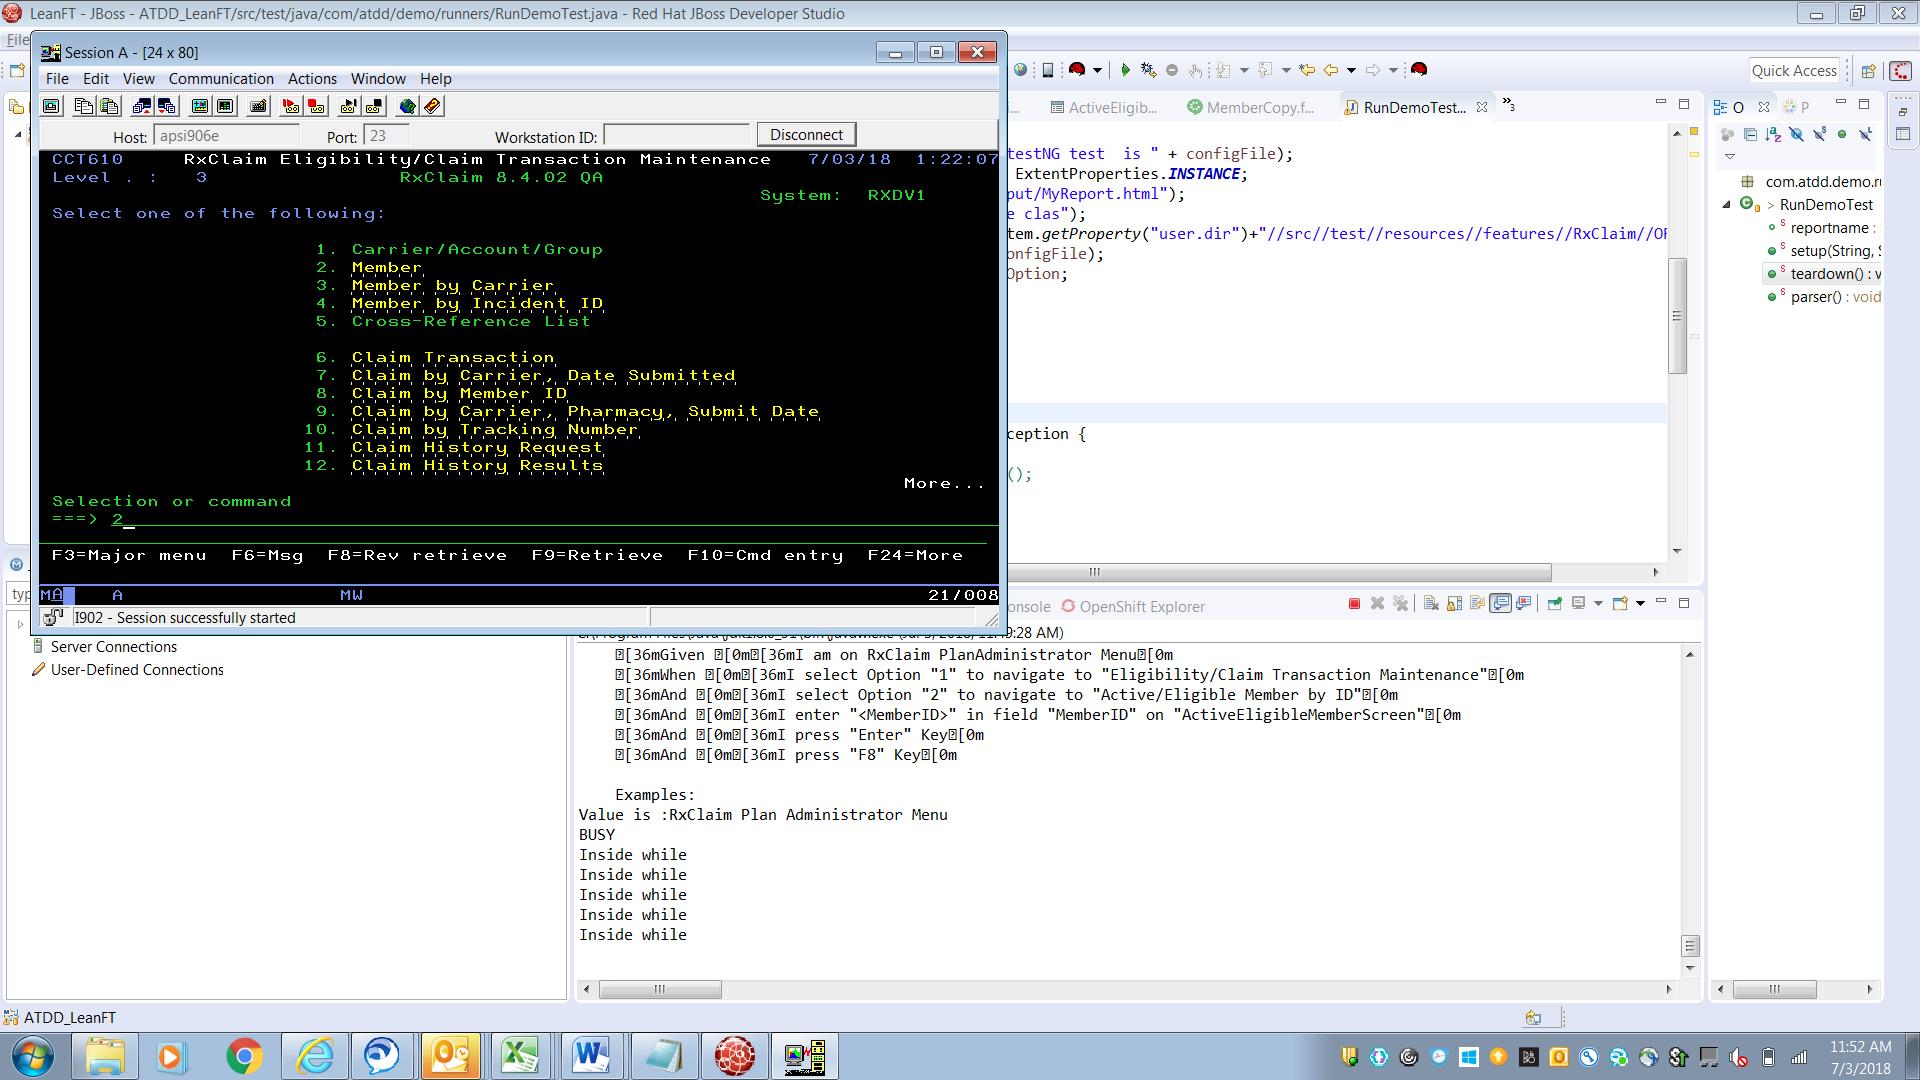 LeanFT - JBoss - ATDD_LeanFT/src/test/java/com/atdd/demo/runners/RunDemoTest.java - Red Hat JBoss Developer Studio
File
Session A - [24 x 80]
File Edit View Communication Actions Window Help
Quick Access
ActiveEligib... MemberCopy.f... RunDemoTest... »3
O P
Host: apsi906e Port: 23 Workstation ID: Disconnect
CCT610 RxClaim Eligibility/Claim Transaction Maintenance 7/03/18 1:22:07
Level . : 3 RxClaim 8.4.02 QA
System: RXDV1
Select one of the following:
1. Carrier/Account/Group
2. Member
3. Member by Carrier
4. Member by Incident ID
5. Cross-Reference List
6. Claim Transaction
7. Claim by Carrier, Date Submitted
8. Claim by Member ID
9. Claim by Carrier, Pharmacy, Submit Date
10. Claim by Tracking Number
11. Claim History Request
12. Claim History Results
More...
Selection or command
===> 2
F3=Major menu F6=Msg F8=Rev retrieve F9=Retrieve F10=Cmd entry F24=More
MA A MW 21/008
I902 - Session successfully started
testNG test is " + configFile);
ExtentProperties.INSTANCE;
put/MyReport.html");
e clas");
tem.getProperty("user.dir")+"//src//test//resources//features//RxClaim//OR
onfigFile);
Option;
ception {
();
com.atdd.demo.ru
> RunDemoTest
reportname :
setup(String, S
teardown() : v
parser() : void
typ
Server Connections
User-Defined Connections
onsole OpenShift Explorer
[36mGiven [0m[36mI am on RxClaim PlanAdministrator Menu[0m
[36mWhen [0m[36mI select Option "1" to navigate to "Eligibility/Claim Transaction Maintenance"[0m
[36mAnd [0m[36mI select Option "2" to navigate to "Active/Eligible Member by ID"[0m
[36mAnd [0m[36mI enter "<MemberID>" in field "MemberID" on "ActiveEligibleMemberScreen"[0m
[36mAnd [0m[36mI press "Enter" Key[0m
[36mAnd [0m[36mI press "F8" Key[0m
Examples:
Value is :RxClaim Plan Administrator Menu
BUSY
Inside while
Inside while
Inside while
Inside while
Inside while
ATDD_LeanFT
11:52 AM
7/3/2018